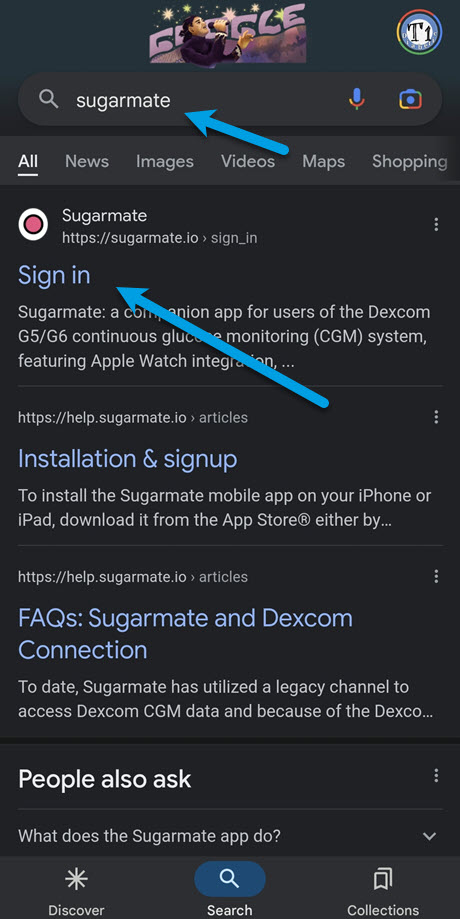 GOOGLE
T1
sugarmate
All News Images Videos Maps Shopping
Sugarmate
https://sugarmate.io › sign_in
Sign in
Sugarmate: a companion app for users of the Dexcom
G5/G6 continuous glucose monitoring (CGM) system,
featuring Apple Watch integration, ...
https://help.sugarmate.io › articles
Installation & signup
To install the Sugarmate mobile app on your iPhone or
iPad, download it from the App Store® either by…
https://help.sugarmate.io › articles
FAQs: Sugarmate and Dexcom
Connection
To date, Sugarmate has utilized a legacy channel to
access Dexcom CGM data and because of the Dexco…
People also ask
What does the Sugarmate app do?
Discover Search Collections